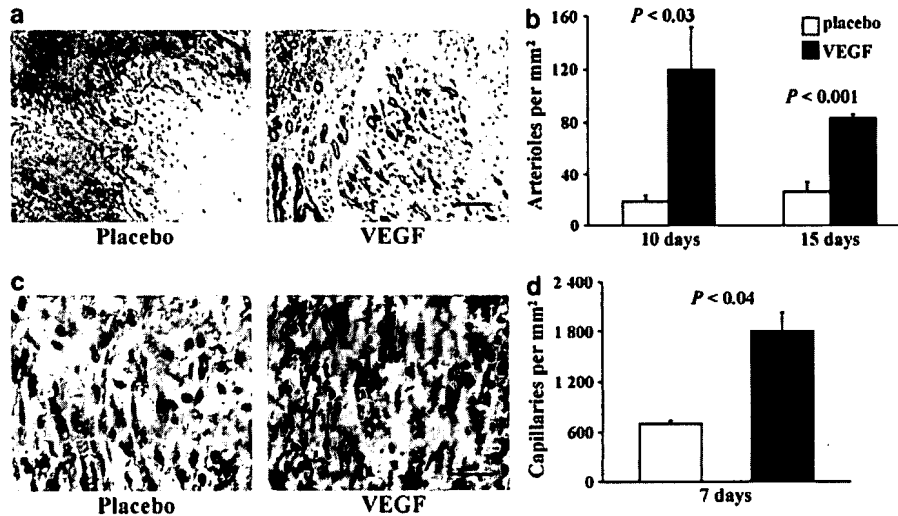 a
Placebo
VEGF
b
Arterioles per mm²
160
120
80
40
0
P < 0.03
P < 0.001
placebo
VEGF
10 days
15 days
c
Placebo
VEGF
d
Capillaries per mm²
2 400
1 800
1 200
600
0
P < 0.04
7 days